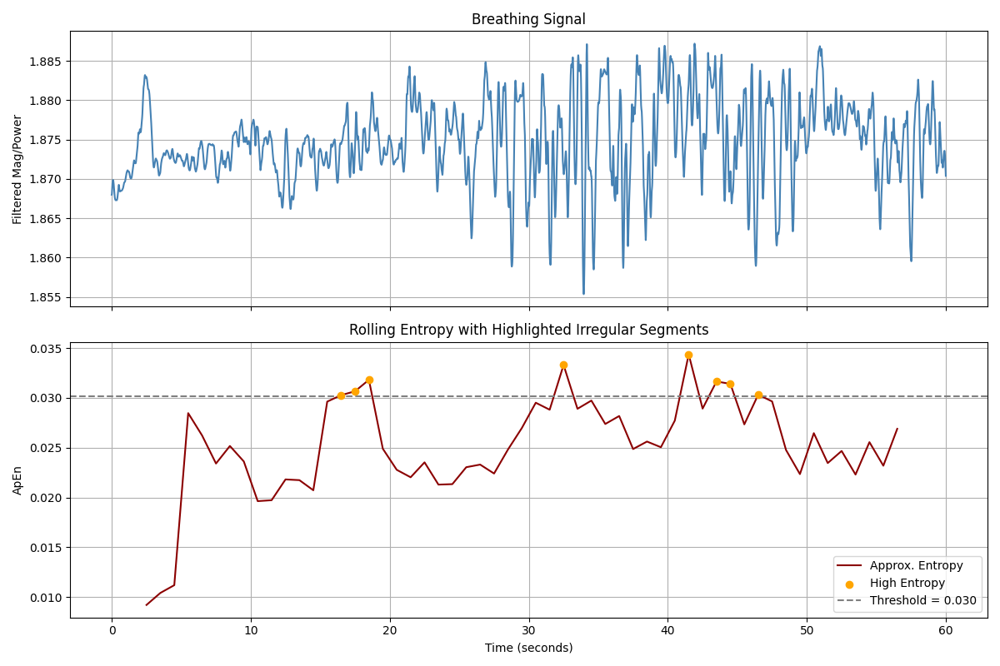 Breathing Signal
Filtered Mag/Power
1.885
1.880
1.875
1.870
1.865
1.860
1.855
Rolling Entropy with Highlighted Irregular Segments
ApEn
0.035
0.030
0.025
0.020
0.015
0.010
Approx. Entropy
High Entropy
Threshold = 0.030
0 10 20 30 40 50 60
Time (seconds)